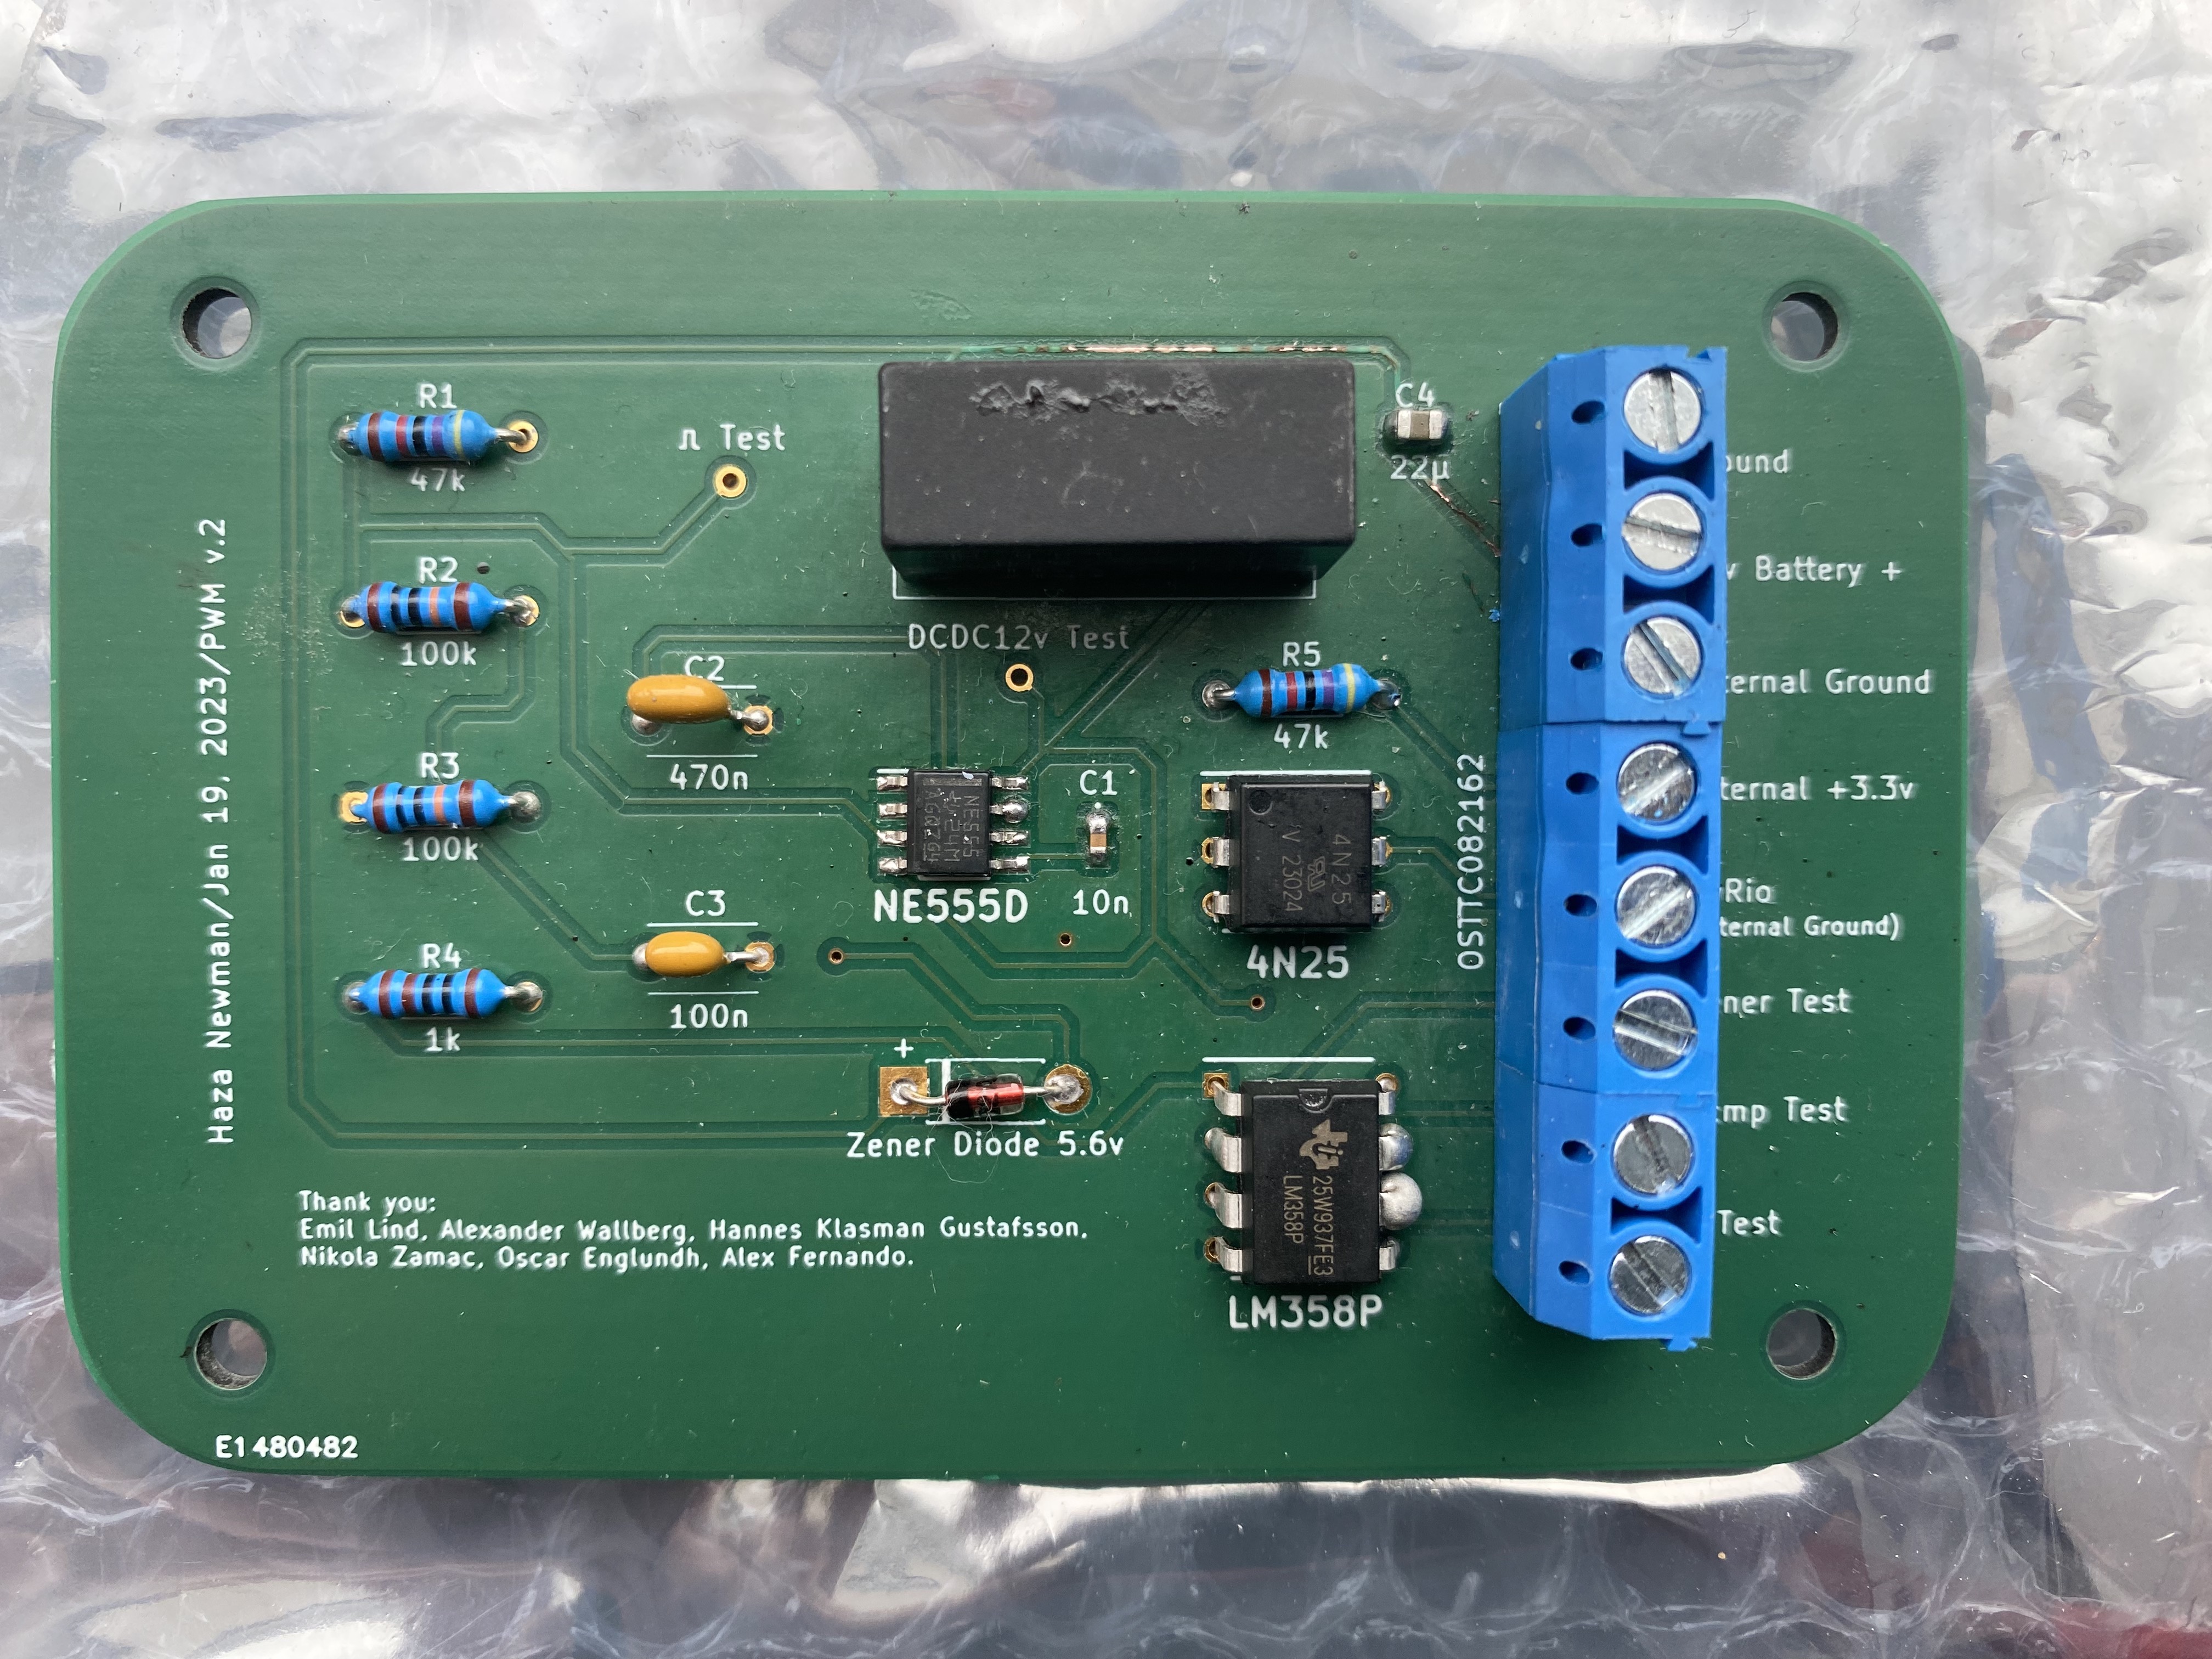 R1
47k
⎍ Test
C4
22µ
ound
v Battery +
ternal Ground
ternal +3.3v
Rio
ternal Ground)
ner Test
mp Test
Test
R2
100k
DCDC12v Test
C2
470n
R5
47k
R3
100k
NE555
NE555D
C1
10n
4N25
V 23024
4N25
OSTTC082162
C3
100n
R4
1k
+
Zener Diode 5.6v
25W937FE3
LM358P
LM358P
Haza Newman/Jan 19, 2023/PWM v.2
Thank you:
Emil Lind, Alexander Wallberg, Hannes Klasman Gustafsson,
Nikola Zamac, Oscar Englundh, Alex Fernando.
E1480482